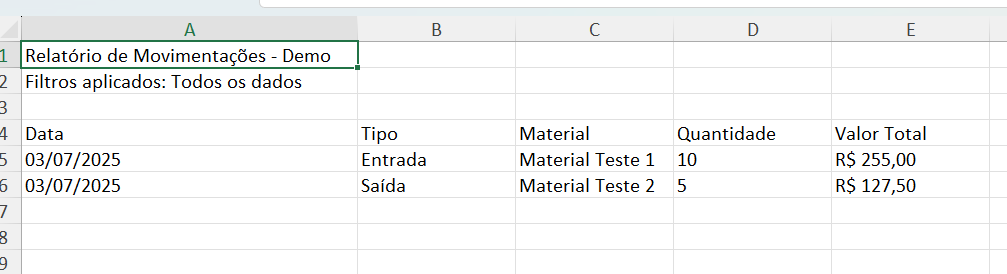 A B C D E
1 Relatório de Movimentações - Demo
2 Filtros aplicados: Todos os dados
3
4 Data Tipo Material Quantidade Valor Total
5 03/07/2025 Entrada Material Teste 1 10 R$ 255,00
6 03/07/2025 Saída Material Teste 2 5 R$ 127,50
7
8
9